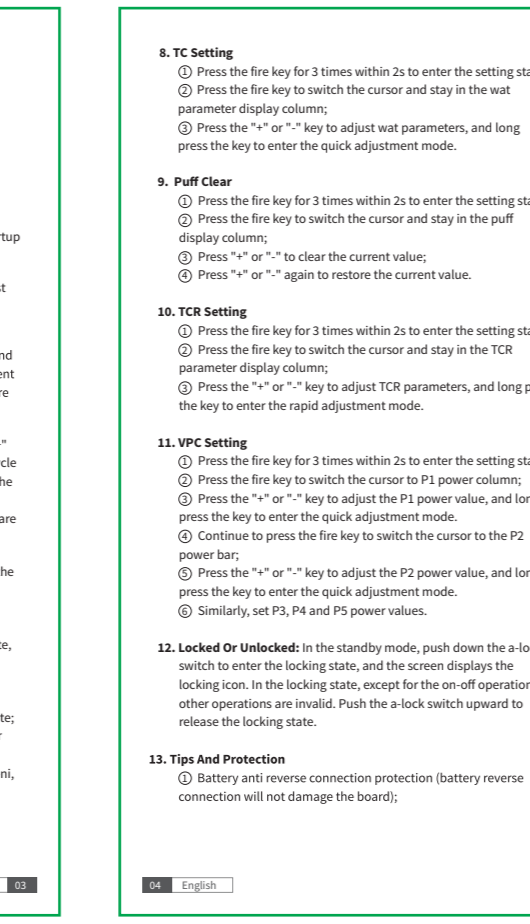 rtup
nd
re
"
cle
he
are
the
te,
te;
ni,
03
8. TC Setting
① Press the fire key for 3 times within 2s to enter the setting
② Press the fire key to switch the cursor and stay in the wat
parameter display column;
③ Press the "+" or "-" key to adjust wat parameters, and long
press the key to enter the quick adjustment mode.
9. Puff Clear
① Press the fire key for 3 times within 2s to enter the setting
② Press the fire key to switch the cursor and stay in the puff
display column;
③ Press "+" or "-" to clear the current value;
④ Press "+" or "-" again to restore the current value.
10. TCR Setting
① Press the fire key for 3 times within 2s to enter the setting
② Press the fire key to switch the cursor and stay in the TCR
parameter display column;
③ Press the "+" or "-" key to adjust TCR parameters, and long
the key to enter the rapid adjustment mode.
11. VPC Setting
① Press the fire key for 3 times within 2s to enter the setting
② Press the fire key to switch the cursor to P1 power column;
③ Press the "+" or "-" key to adjust the P1 power value, and
press the key to enter the quick adjustment mode.
④ Continue to press the fire key to switch the cursor to the P2
power bar;
⑤ Press the "+" or "-" key to adjust the P2 power value, and
press the key to enter the quick adjustment mode.
⑥ Similarly, set P3, P4 and P5 power values.
12. Locked Or Unlocked: In the standby mode, push down the
switch to enter the locking state, and the screen displays the
locking icon. In the locking state, except for the on-off
other operations are invalid. Push the a-lock switch upward to
release the locking state.
13. Tips And Protection
① Battery anti reverse connection protection (battery reverse
connection will not damage the board);
04 English